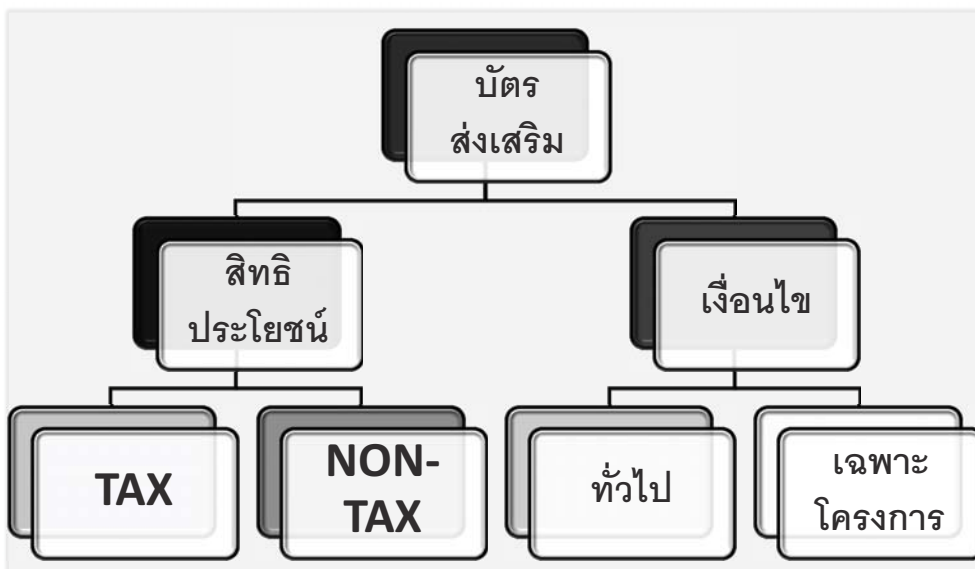 บัตร
ส่งเสริม
สิทธิ
ประโยชน์
เงื่อนไข
TAX
NON-
TAX
ทั่วไป
เฉพาะ
โครงการ